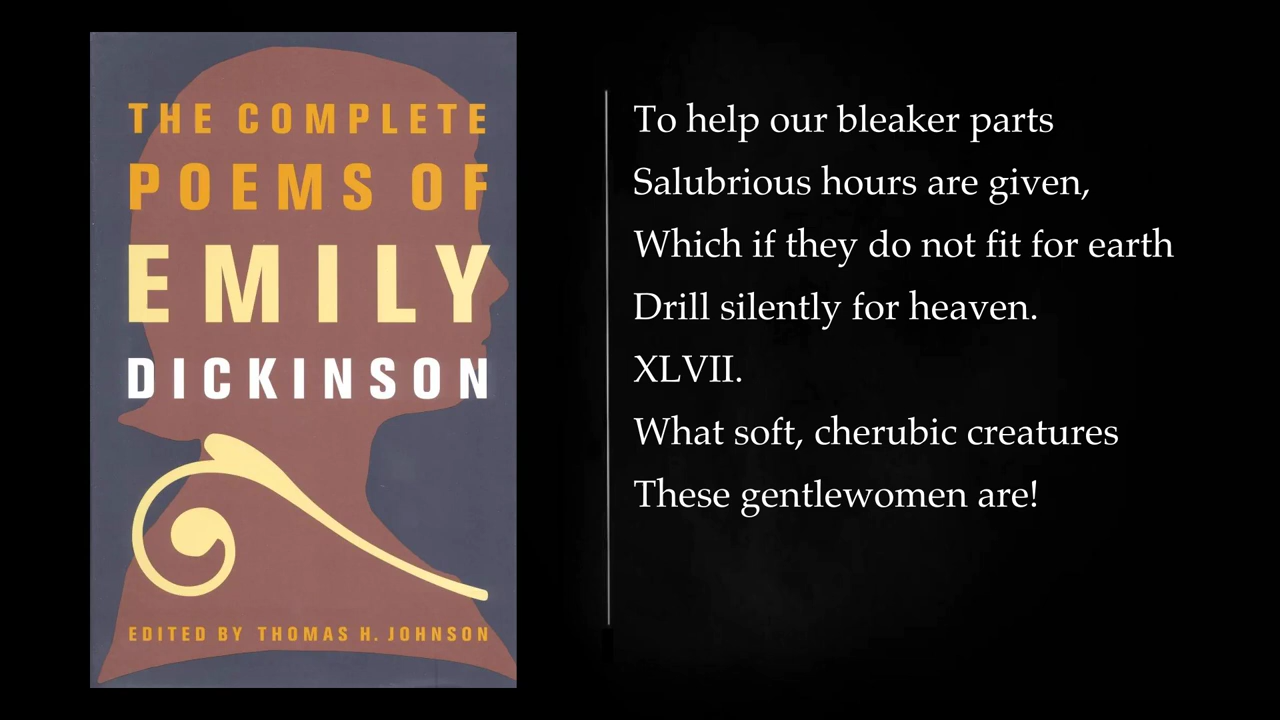 THE COMPLETE
POEMS OF
EMILY
DICKINSON
EDITED BY THOMAS H. JOHNSON
To help our bleaker parts
Salubrious hours are given,
Which if they do not fit for earth
Drill silently for heaven.
XLVII.
What soft, cherubic creatures
These gentlewomen are!